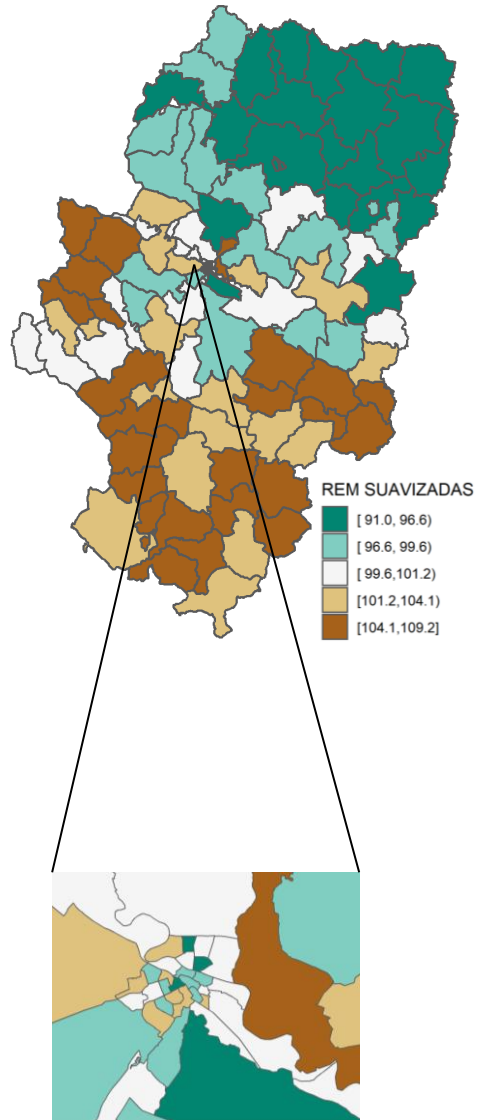 REM SUAVIZADAS
[ 91.0, 96.6)
[ 96.6, 99.6)
[ 99.6,101.2)
[101.2,104.1)
[104.1,109.2]